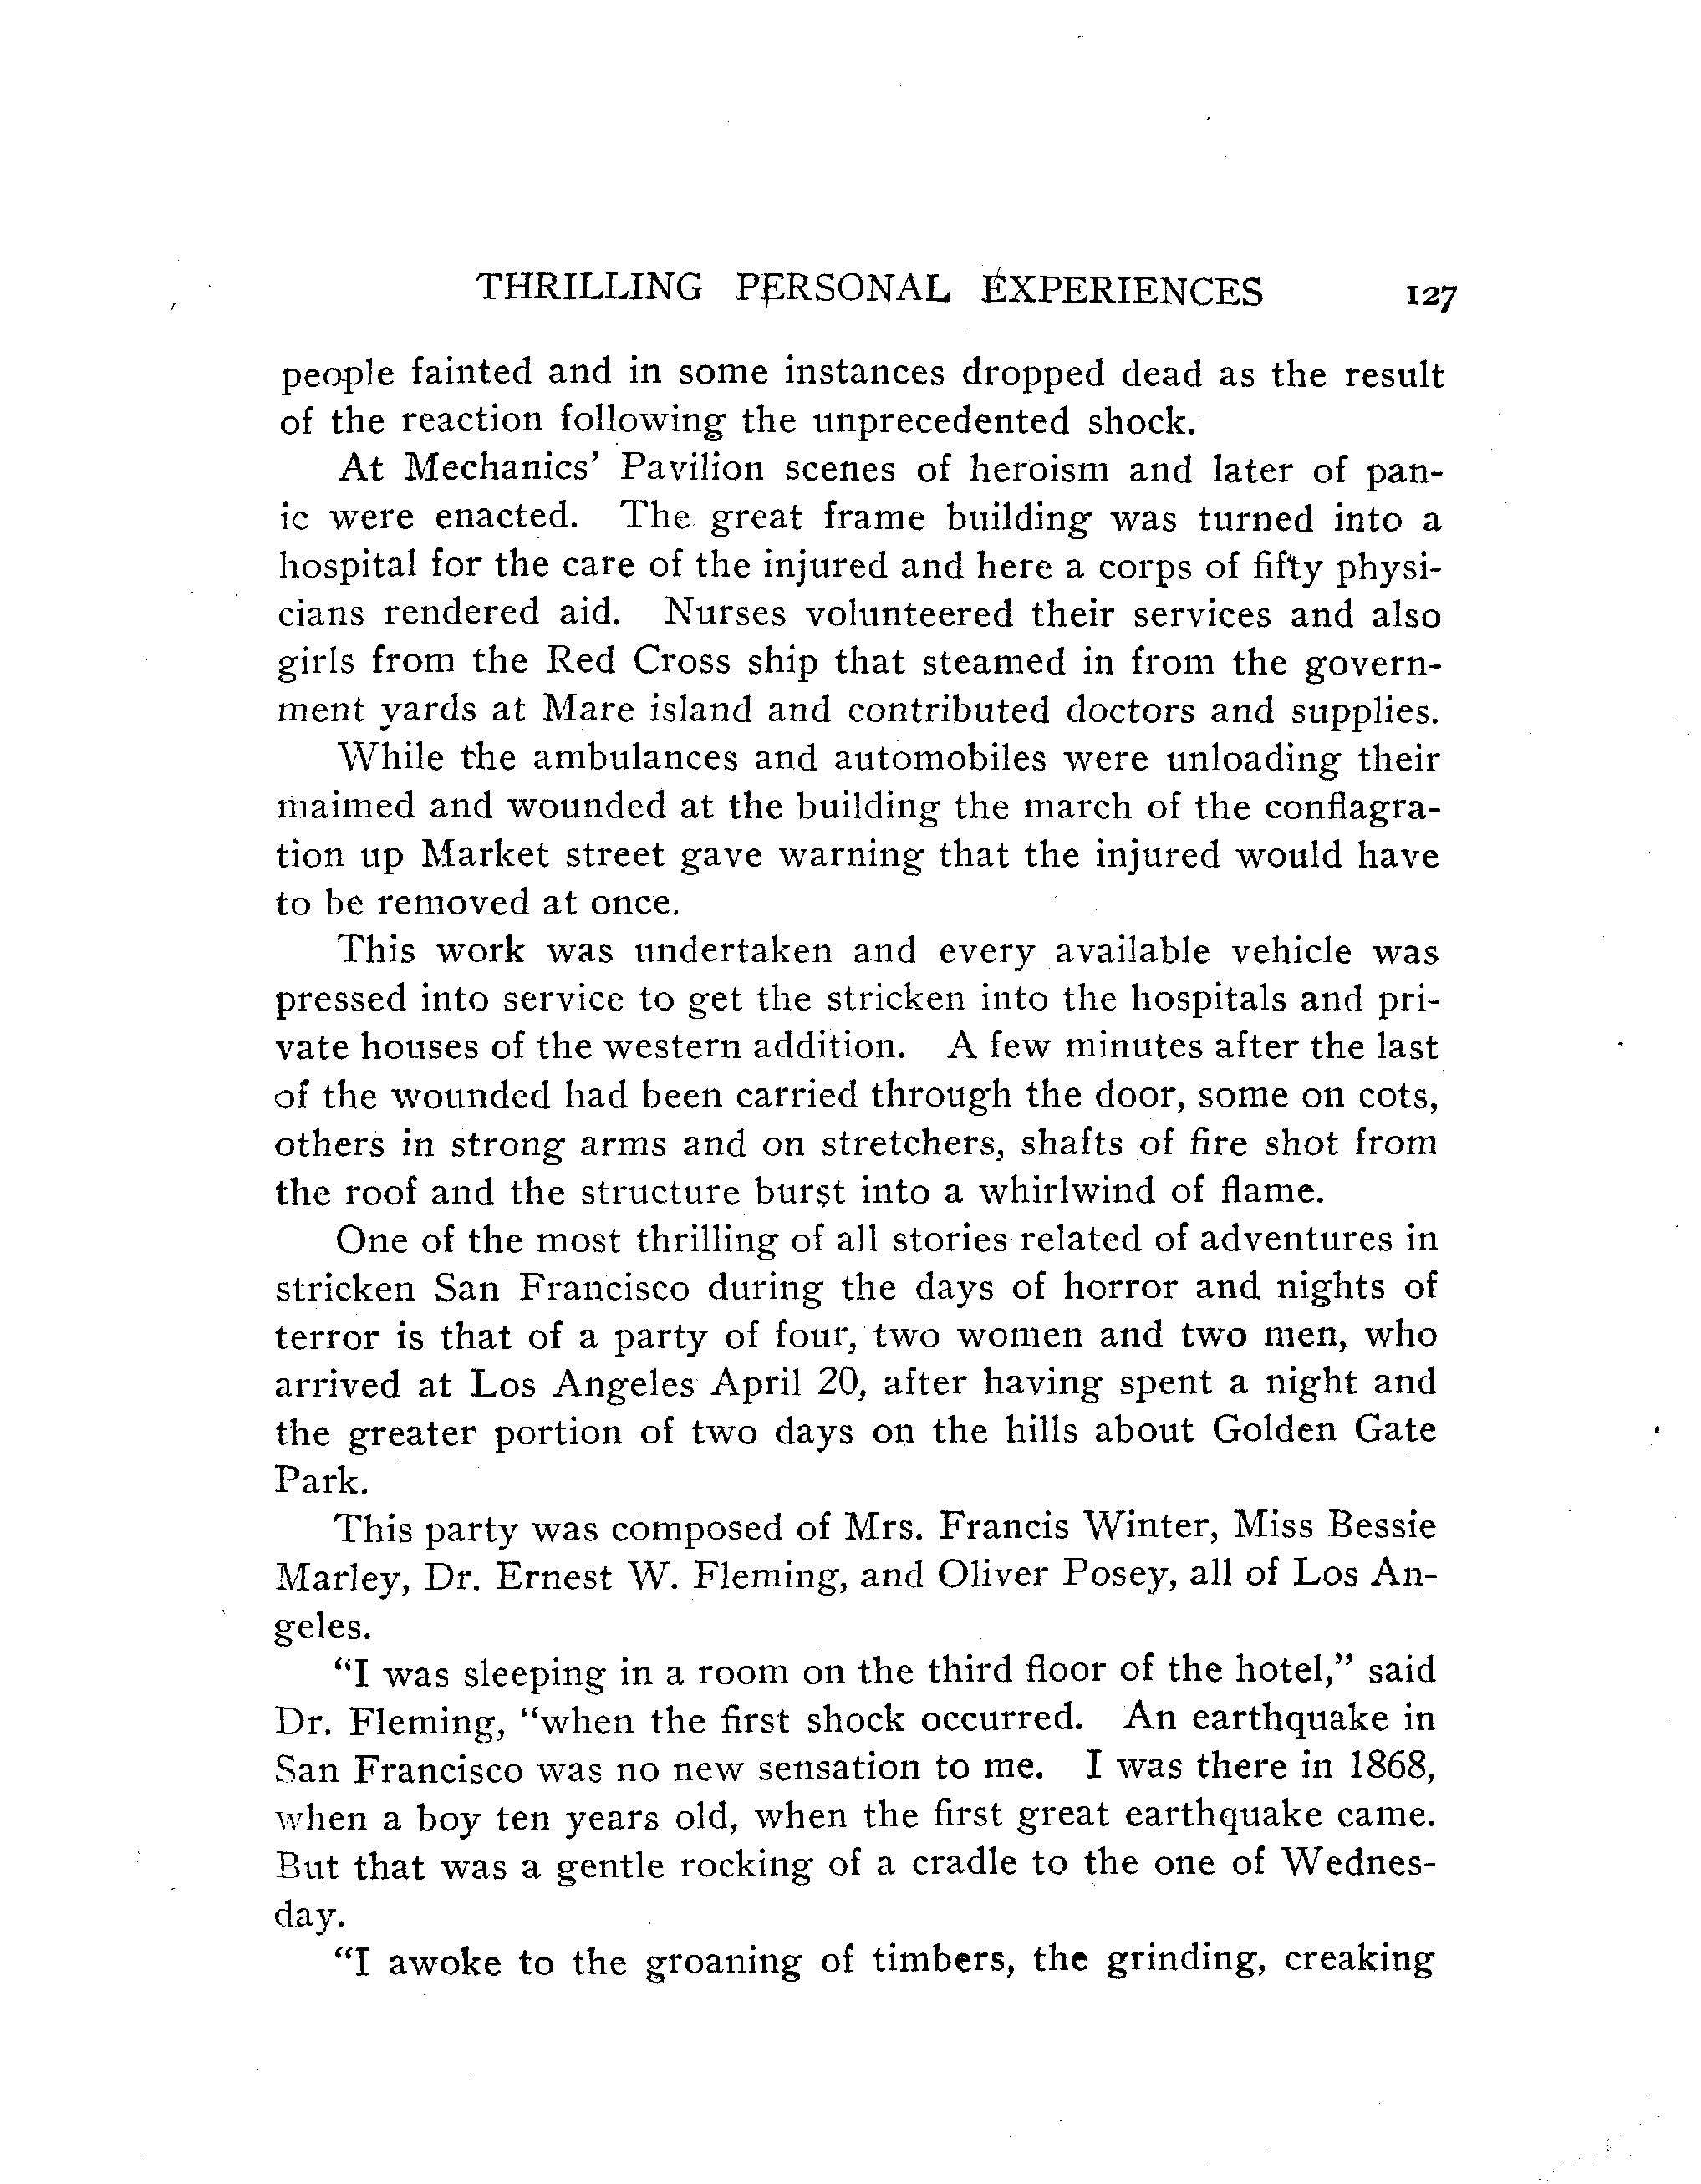 THRILLING PERSONAL EXPERIENCES 127
people fainted and in some instances dropped dead as the result
of the reaction following the unprecedented shock.
At Mechanics' Pavilion scenes of heroism and later of pan-
ic were enacted. The great frame building was turned into a
hospital for the care of the injured and here a corps of fifty physi-
cians rendered aid. Nurses volunteered their services and also
girls from the Red Cross ship that steamed in from the govern-
ment yards at Mare island and contributed doctors and supplies.
While the ambulances and automobiles were unloading their
maimed and wounded at the building the march of the conflagra-
tion up Market street gave warning that the injured would have
to be removed at once.
This work was undertaken and every available vehicle was
pressed into service to get the stricken into the hospitals and pri-
vate houses of the western addition. A few minutes after the last
of the wounded had been carried through the door, some on cots,
others in strong arms and on stretchers, shafts of fire shot from
the roof and the structure burst into a whirlwind of flame.
One of the most thrilling of all stories related of adventures in
stricken San Francisco during the days of horror and nights of
terror is that of a party of four, two women and two men, who
arrived at Los Angeles April 20, after having spent a night and
the greater portion of two days on the hills about Golden Gate
Park.
This party was composed of Mrs. Francis Winter, Miss Bessie
Marley, Dr. Ernest W. Fleming, and Oliver Posey, all of Los An-
geles.
"I was sleeping in a room on the third floor of the hotel," said
Dr. Fleming, "when the first shock occurred. An earthquake in
San Francisco was no new sensation to me. I was there in 1868,
when a boy ten years old, when the first great earthquake came.
But that was a gentle rocking of a cradle to the one of Wednes-
day.
"I awoke to the groaning of timbers, the grinding, creaking